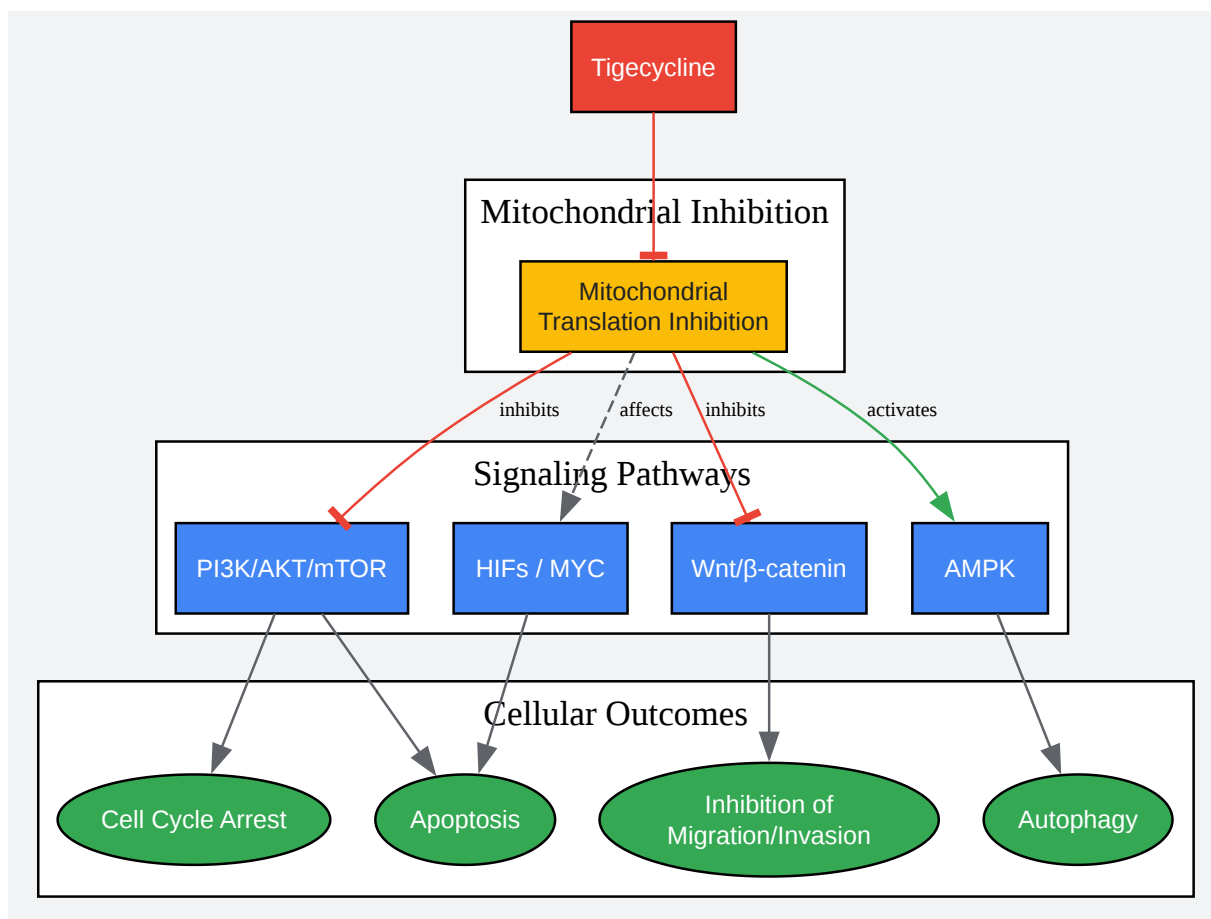 Tigecycline
Mitochondrial Inhibition
Mitochondrial
Translation Inhibition
inhibits
affects
inhibits
activates
Signaling Pathways
PI3K/AKT/mTOR
HIFs / MYC
Wnt/β-catenin
AMPK
Cellular Outcomes
Cell Cycle Arrest
Apoptosis
Inhibition of
Migration/Invasion
Autophagy